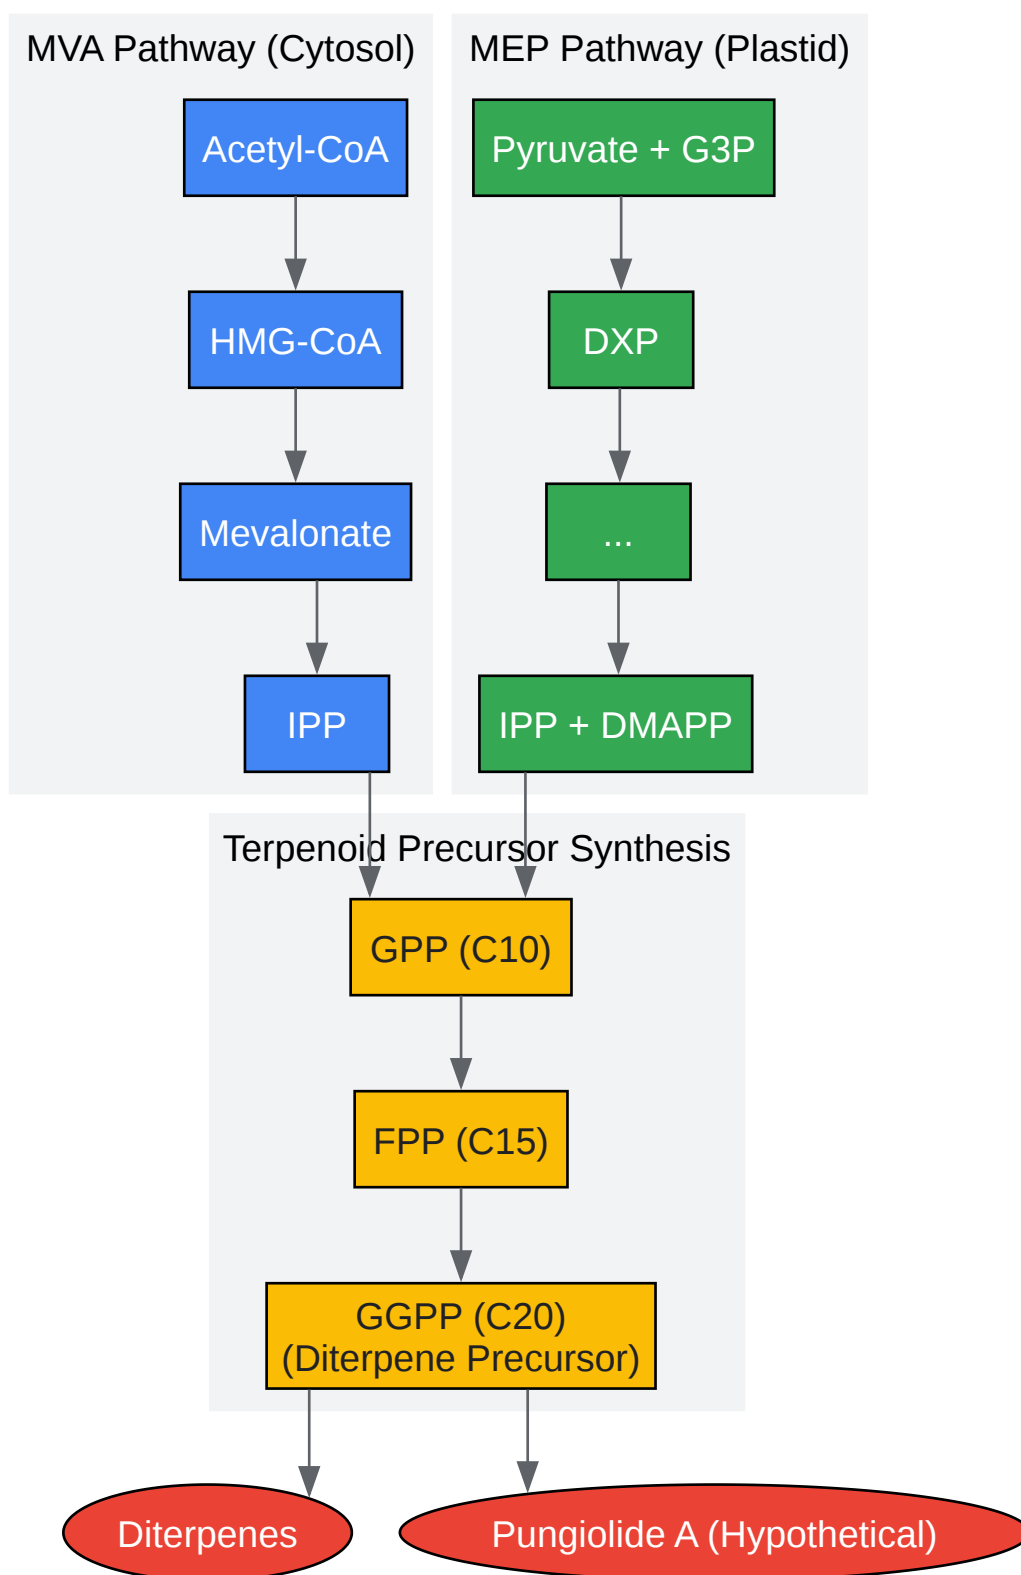 MVA Pathway (Cytosol)
Acetyl-CoA
HMG-CoA
Mevalonate
IPP
MEP Pathway (Plastid)
Pyruvate + G3P
DXP
...
IPP + DMAPP
Terpenoid Precursor Synthesis
GPP (C10)
FPP (C15)
GGPP (C20)
(Diterpene Precursor)
Diterpenes
Pungiolide A (Hypothetical)